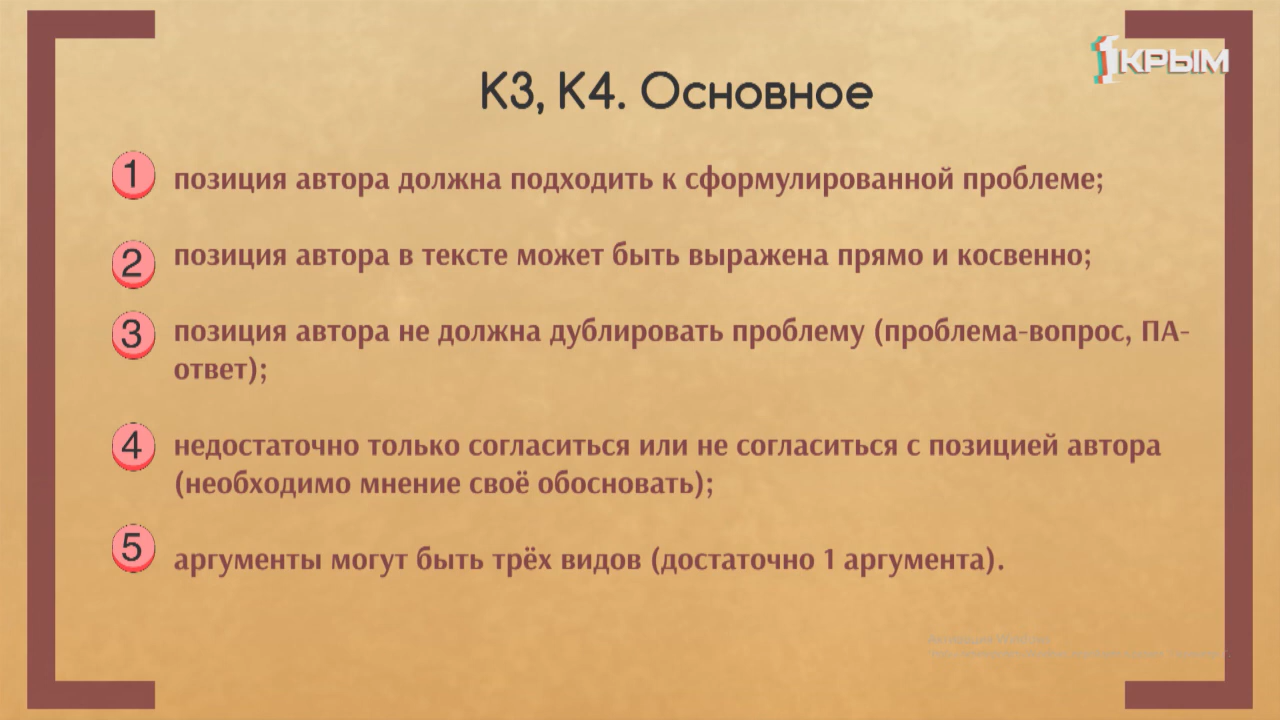 1КРЫМ
К3, К4. Основное
1 позиция автора должна подходить к сформулированной проблеме;
2 позиция автора в тексте может быть выражена прямо и косвенно;
3 позиция автора не должна дублировать проблему (проблема-вопрос, ПА-
ответ);
4 недостаточно только согласиться или не согласиться с позицией автора
(необходимо мнение своё обосновать);
5 аргументы могут быть трёх видов (достаточно 1 аргумента).